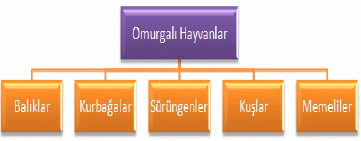 Omurgalı Hayvanlar
Balıklar
Kurbağalar
Sürüngenler
Kuşlar
Memeliler